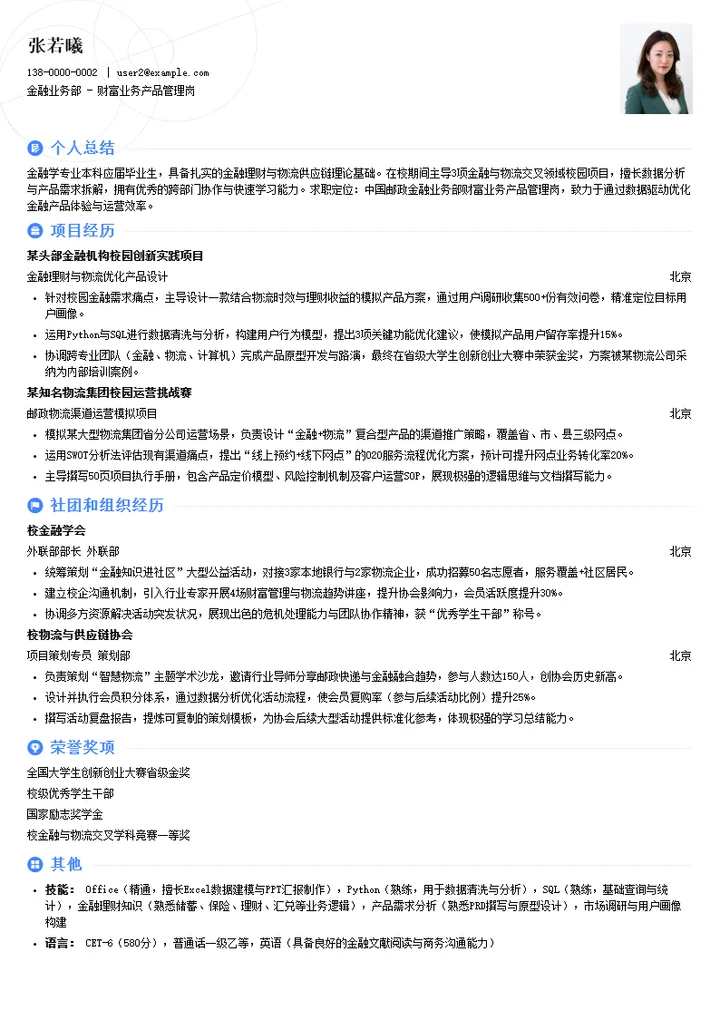 张若曦
138-0000-0002 | user2@example.com
金融业务部 - 财富业务产品管理岗
个人总结
金融学专业本科应届毕业生，具备扎实的金融理财与物流供应链理论基础。在校期间主导3项金融与物流交叉领域校园项目，擅长数据分析
与产品需求拆解，拥有优秀的跨部门协作与快速学习能力。求职定位：中国邮政金融业务部财富业务产品管理岗，致力于通过数据驱动优化
金融产品体验与运营效率。
项目经历
某头部金融机构校园创新实践项目
金融理财与物流优化产品设计 北京
• 针对校园金融需求痛点，主导设计一款结合物流时效与理财收益的模拟产品方案，通过用户调研收集500+份有效问卷，精准定位目标用
户画像。
• 运用Python与SQL进行数据清洗与分析，构建用户行为模型，提出3项关键功能优化建议，使模拟产品用户留存率提升15%。
• 协调跨专业团队（金融、物流、计算机）完成产品原型开发与路演，最终在省级大学生创新创业大赛中荣获金奖，方案被某物流公司采
纳为内部培训案例。
某知名物流集团校园运营挑战赛
邮政物流渠道运营模拟项目 北京
• 模拟某大型物流集团省分公司运营场景，负责设计“金融+物流”复合型产品的渠道推广策略，覆盖省、市、县三级网点。
• 运用SWOT分析法评估现有渠道痛点，提出“线上预约+线下网点”的O2O服务流程优化方案，预计可提升网点业务转化率20%。
• 主导撰写50页项目执行手册，包含产品定价模型、风险控制机制及客户运营SOP，展现极强的逻辑思维与文档撰写能力。
社团和组织经历
校金融学会
外联部部长 外联部 北京
• 统筹策划“金融知识进社区”大型公益活动，对接3家本地银行与2家物流企业，成功招募50名志愿者，服务覆盖+社区居民。
• 建立校企沟通机制，引入行业专家开展4场财富管理与物流趋势讲座，提升协会影响力，会员活跃度提升30%。
• 协调多方资源解决活动突发状况，展现出色的危机处理能力与团队协作精神，获“优秀学生干部”称号。
校物流与供应链协会
项目策划专员 策划部 北京
• 负责策划“智慧物流”主题学术沙龙，邀请行业导师分享邮政快递与金融融合趋势，参与人数达150人，创协会历史新高。
• 设计并执行会员积分体系，通过数据分析优化活动流程，使会员复购率（参与后续活动比例）提升25%。
• 撰写活动复盘报告，提炼可复制的策划模板，为协会后续大型活动提供标准化参考，体现极强的学习总结能力。
荣誉奖项
全国大学生创新创业大赛省级金奖
校级优秀学生干部
国家励志奖学金
校金融与物流交叉学科竞赛一等奖
其他
• 技能： Office（精通，擅长Excel数据建模与PPT汇报制作），Python（熟练，用于数据清洗与分析），SQL（熟练，基础查询与统
计），金融理财知识（熟悉储蓄、保险、理财、汇兑等业务逻辑），产品需求分析（熟悉PRD撰写与原型设计），市场调研与用户画像
构建
• 语言： CET-6（580分），普通话一级乙等，英语（具备良好的金融文献阅读与商务沟通能力）